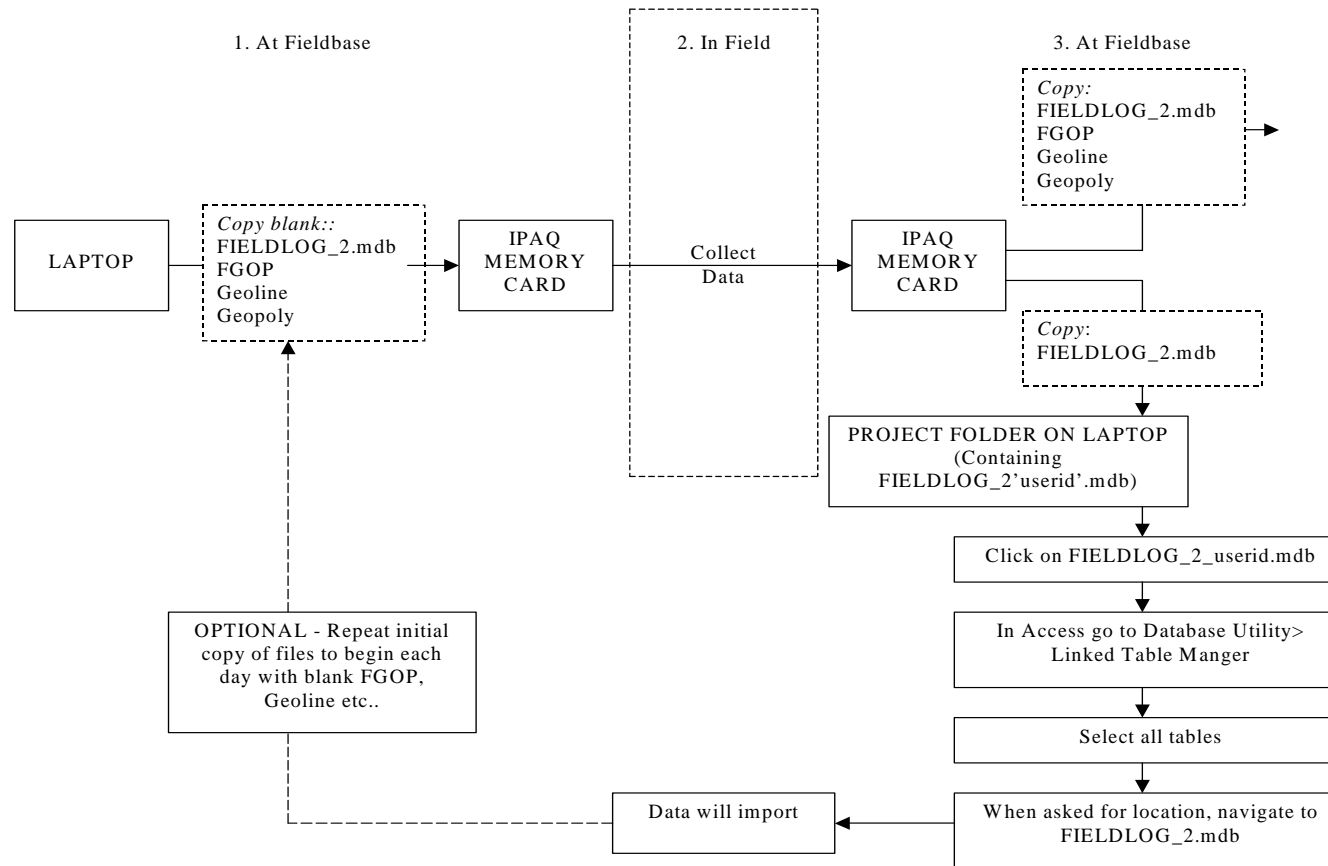 1. At Fieldbase
2. In Field
3. At Fieldbase
Copy:
FIELDLOG_2.mdb
FGOP
Geoline
Geopoly
LAPTOP
Copy blank::
FIELDLOG_2.mdb
FGOP
Geoline
Geopoly
IPAQ
MEMORY
CARD
Collect
Data
IPAQ
MEMORY
CARD
Copy:
FIELDLOG_2.mdb
PROJECT FOLDER ON LAPTOP
(Containing
FIELDLOG_2’userid’.mdb)
Click on FIELDLOG_2_userid.mdb
In Access go to Database Utility>
Linked Table Manger
Select all tables
When asked for location, navigate to
FIELDLOG_2.mdb
Data will import
OPTIONAL - Repeat initial
copy of files to begin each
day with blank FGOP,
Geoline etc..